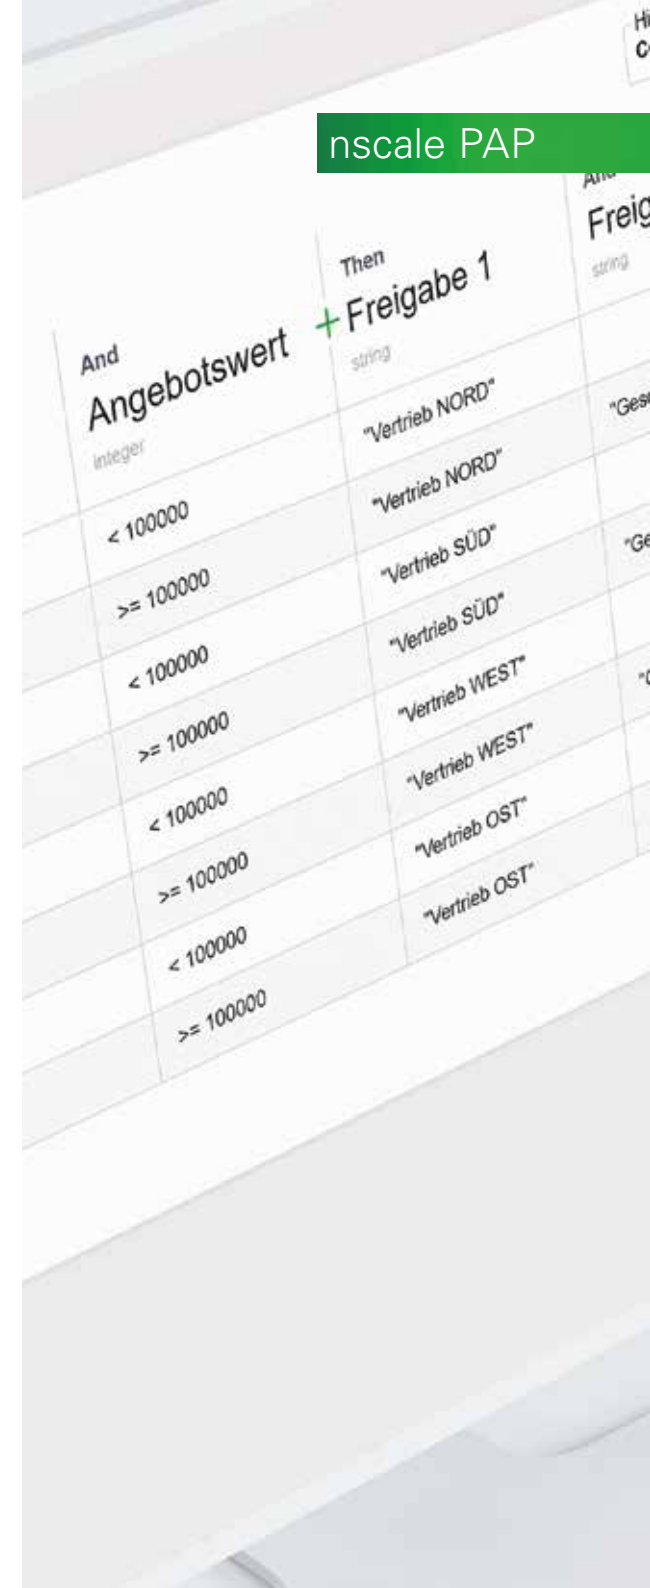 nscale PAP
And
Angebotswert
integer
< 100000
>= 100000
< 100000
>= 100000
< 100000
>= 100000
< 100000
>= 100000
Then
+ Freigabe 1
string
"Vertrieb NORD"
"Vertrieb NORD"
"Vertrieb SÜD"
"Vertrieb SÜD"
"Vertrieb WEST"
"Vertrieb WEST"
"Vertrieb OST"
"Vertrieb OST"
And
string